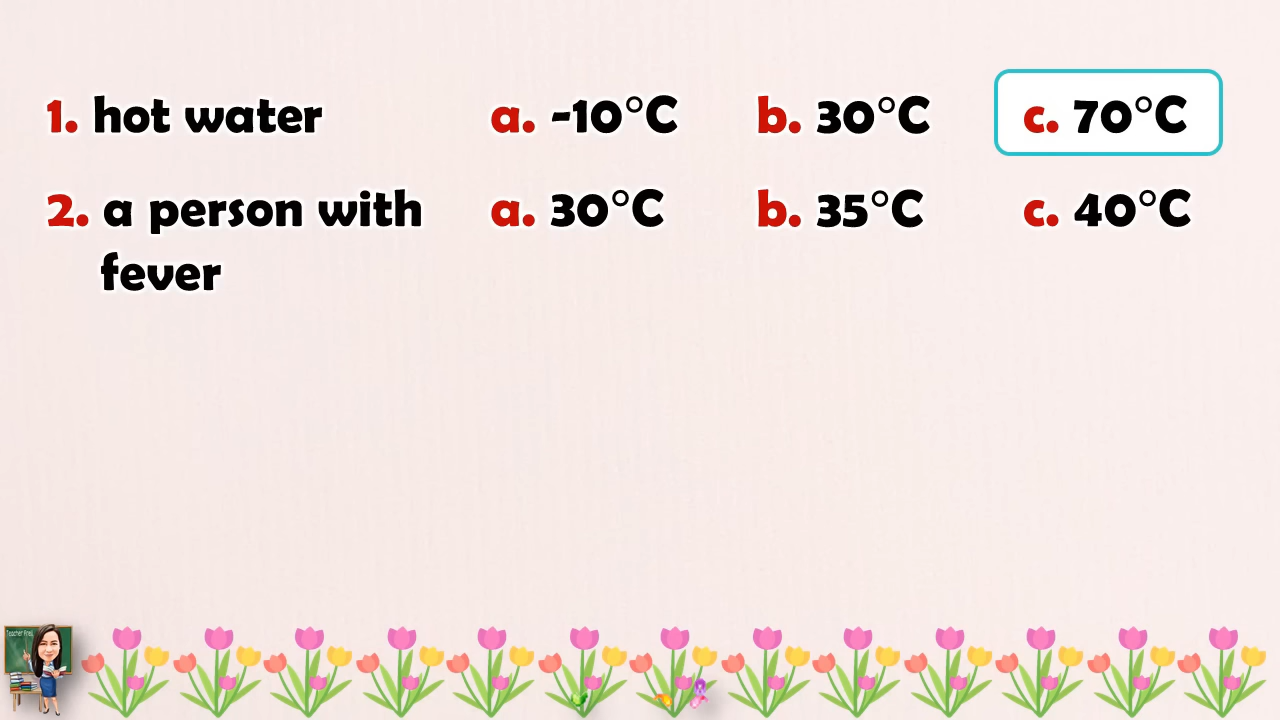 1. hot water a. -10°C b. 30°C c. 70°C
2. a person with a. 30°C b. 35°C c. 40°C
fever